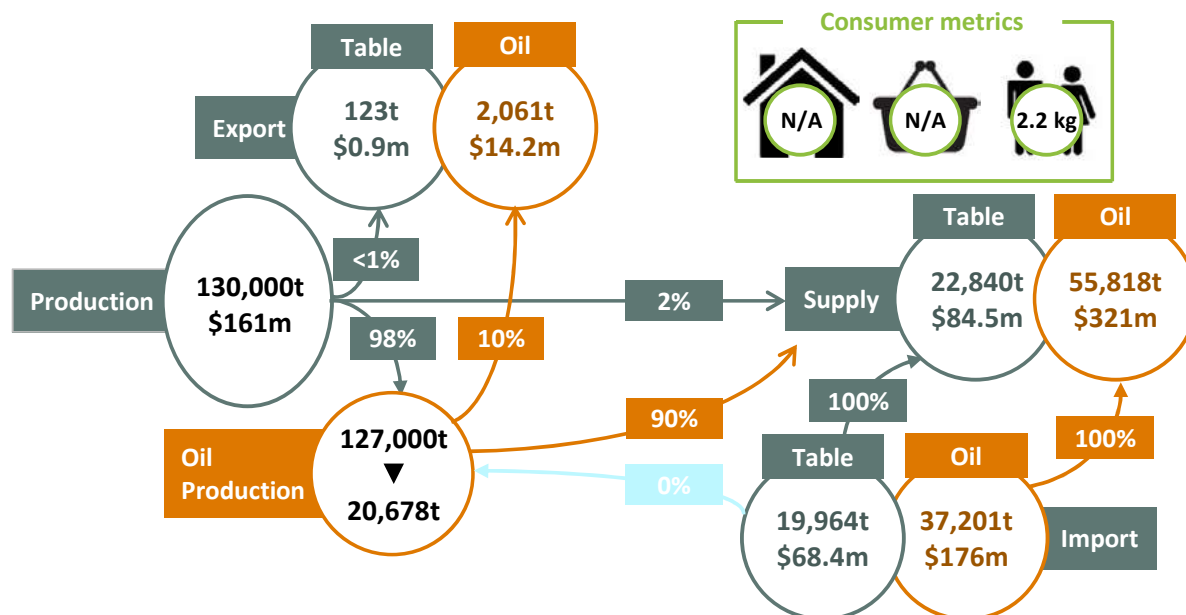 Consumer metrics
N/A
N/A
2.2 kg
Table
Oil
Export
123t
$0.9m
2,061t
$14.2m
Production
130,000t
$161m
<1%
2%
98%
10%
Table
Oil
Supply
22,840t
$84.5m
55,818t
$321m
Oil
Production
127,000t
▼
20,678t
90%
0%
100%
100%
Table
Oil
19,964t
$68.4m
37,201t
$176m
Import